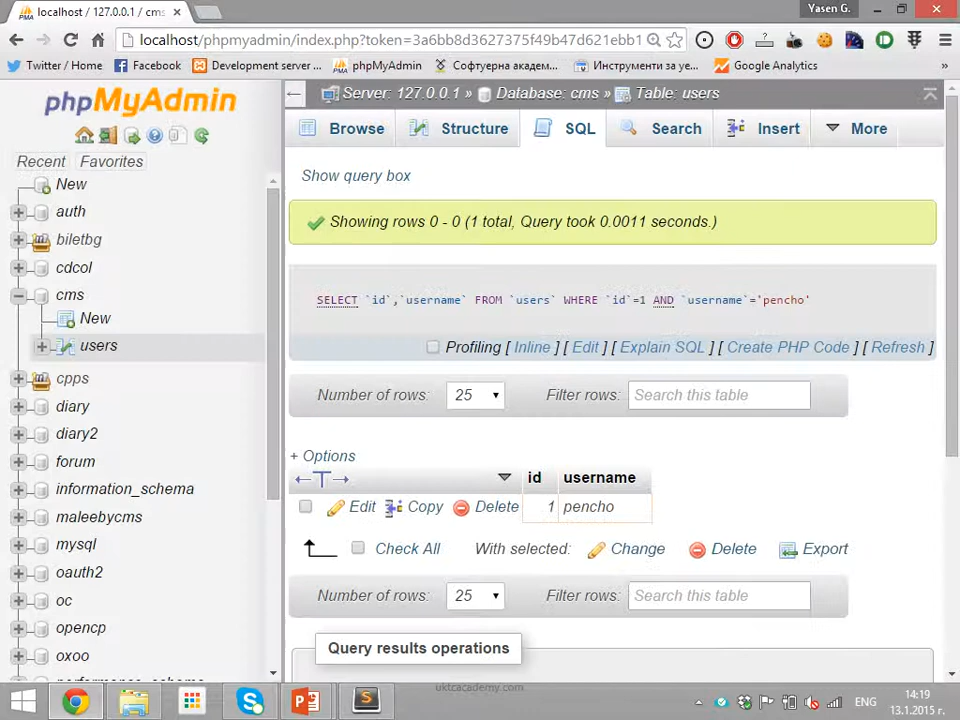 localhost / 127.0.0.1 / cms
Yasen G.
localhost/phpmyadmin/index.php?token=3a6bb8d3627375f49b47d621ebb1
Twitter / Home
Facebook
Development server ...
phpMyAdmin
Софтуерна академ...
Инструменти за уе...
Google Analytics
»
phpMyAdmin
Recent
Favorites
New
auth
biletbg
cdcol
cms
New
users
cpps
diary
diary2
forum
information_schema
maleebycms
mysql
oauth2
oc
opencp
oxoo
performance_schema
Server: 127.0.0.1 » Database: cms » Table: users
Browse
Structure
SQL
Search
Insert
More
Show query box
Showing rows 0 - 0 (1 total, Query took 0.0011 seconds.)
SELECT `id`,`username` FROM `users` WHERE `id`=1 AND `username`='pencho'
Profiling [ Inline ] [ Edit ] [ Explain SQL ] [ Create PHP Code ] [ Refresh ]
Number of rows: 25 Filter rows: Search this table
+ Options
id username
Edit Copy Delete 1 pencho
Check All With selected: Change Delete Export
Number of rows: 25 Filter rows: Search this table
Query results operations
uktcacademy.com
ENG
14:19
13.1.2015 г.